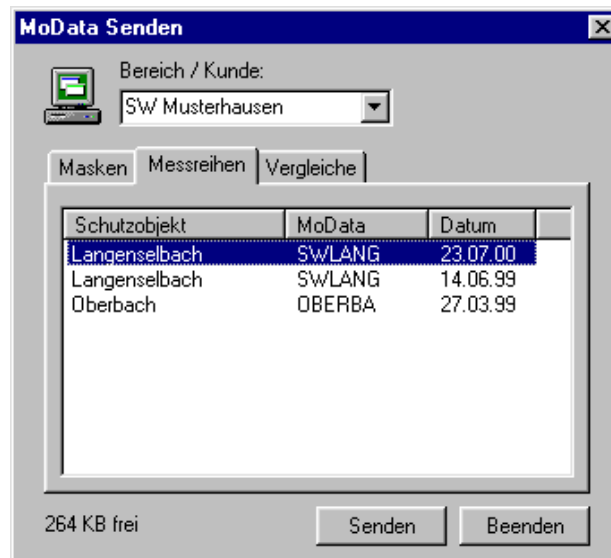 MoData Senden
Bereich / Kunde:
SW Musterhausen
Masken Messreihen Vergleiche
Schutzobjekt MoData Datum
Langenselbach SWLANG 23.07.00
Langenselbach SWLANG 14.06.99
Oberbach OBERBA 27.03.99
264 KB frei Senden Beenden